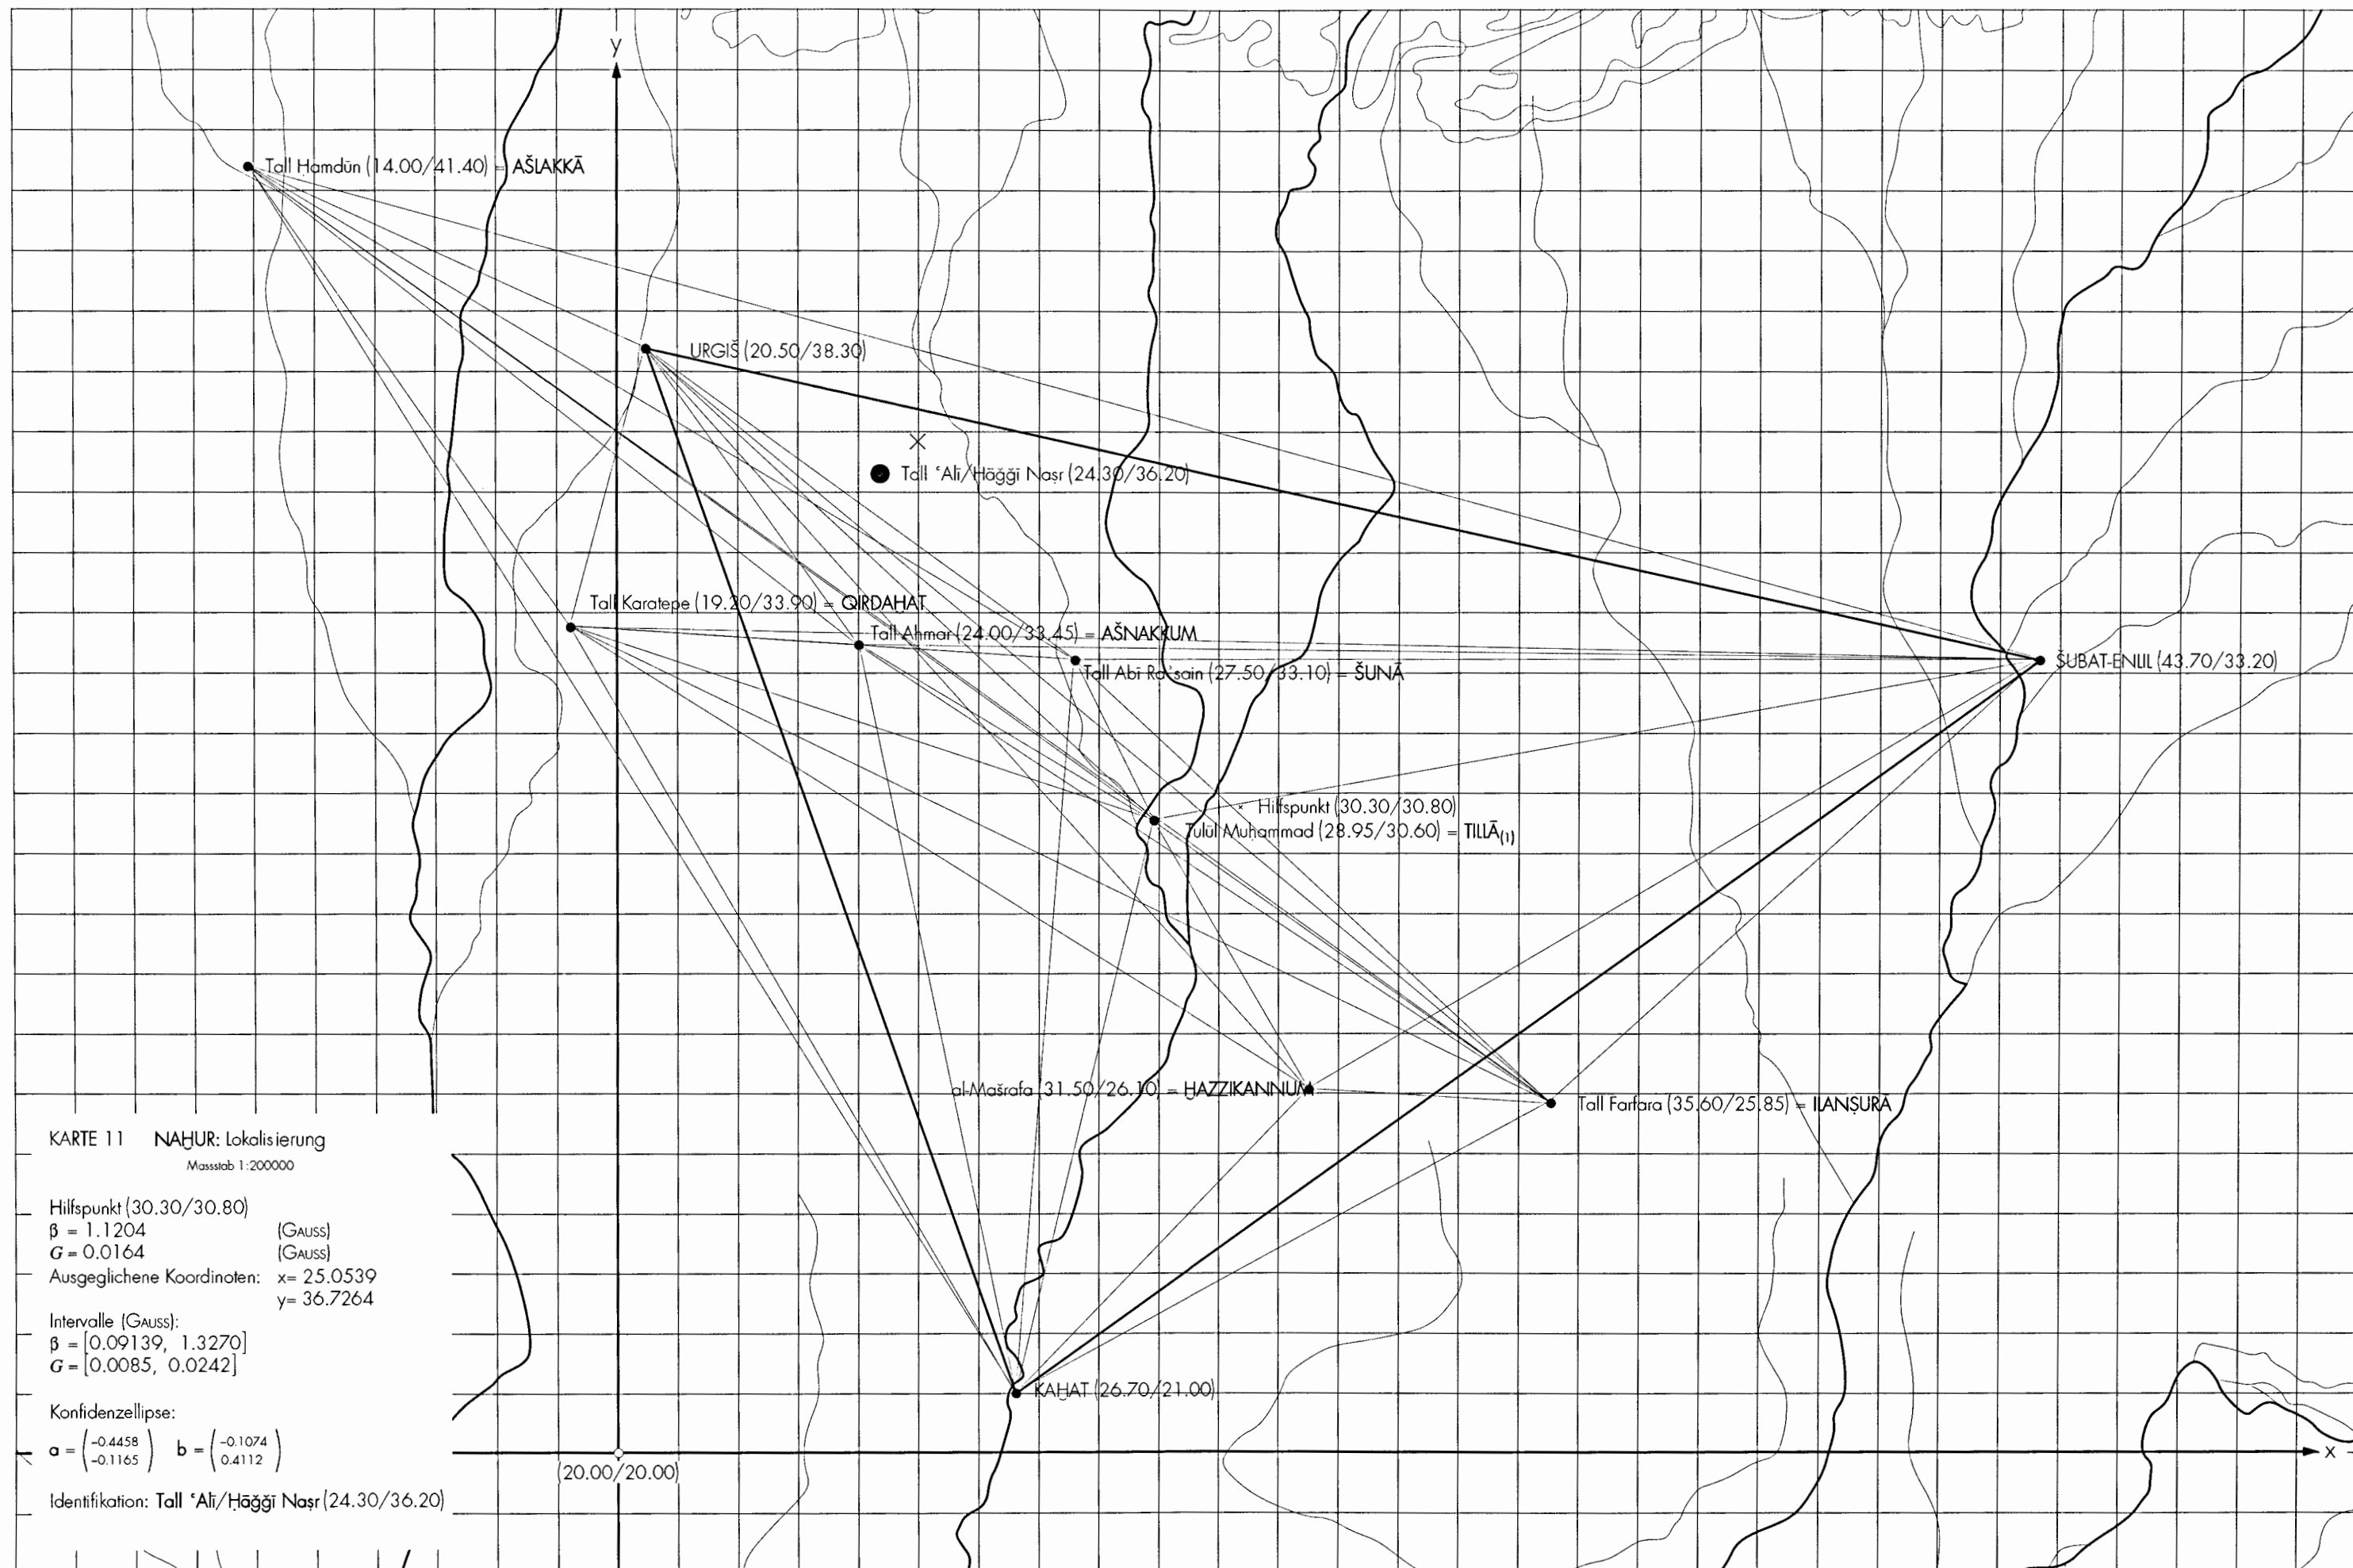 y
Tall Ḥamdūn (14.00/41.40) = AŠLAKKĀ
URGIŠ (20.50/38.30)
Tall ʿAlī/Ḥāǧǧī Naṣr (24.30/36.20)
Tall Karatepe (19.20/33.90) = QIRDAHAT
Tall Aḥmar (24.00/33.45) = AŠNAKKUM
ŠUBAT-ENLIL (43.70/33.20)
Tall Abī Raʾsain (27.50/33.10) = ŠUNĀ
Hilfspunkt (30.30/30.80)
Tulūl Muḥammad (28.95/30.60) = TILLĀ(1)
al-Mašrafa (31.50/26.10) = ḪAZZIKANNUM
Tall Farfara (35.60/25.85) = ILANṢURĀ
KARTE 11 NAḪUR: Lokalisierung
Massstab 1:200000
Hilfspunkt (30.30/30.80)
β = 1.1204 (GAUSS)
G = 0.0164 (GAUSS)
Ausgeglichene Koordinoten: x= 25.0539
y= 36.7264
Intervalle (GAUSS):
β = [0.09139, 1.3270]
G = [0.0085, 0.0242]
KAḪAT (26.70/21.00)
Konfidenzellipse:
a = (−0.4458 −0.1165) b = (−0.1074 0.4112)
x
(20.00/20.00)
Identifikation: Tall ʿAlī/Ḥāǧǧī Naṣr (24.30/36.20)